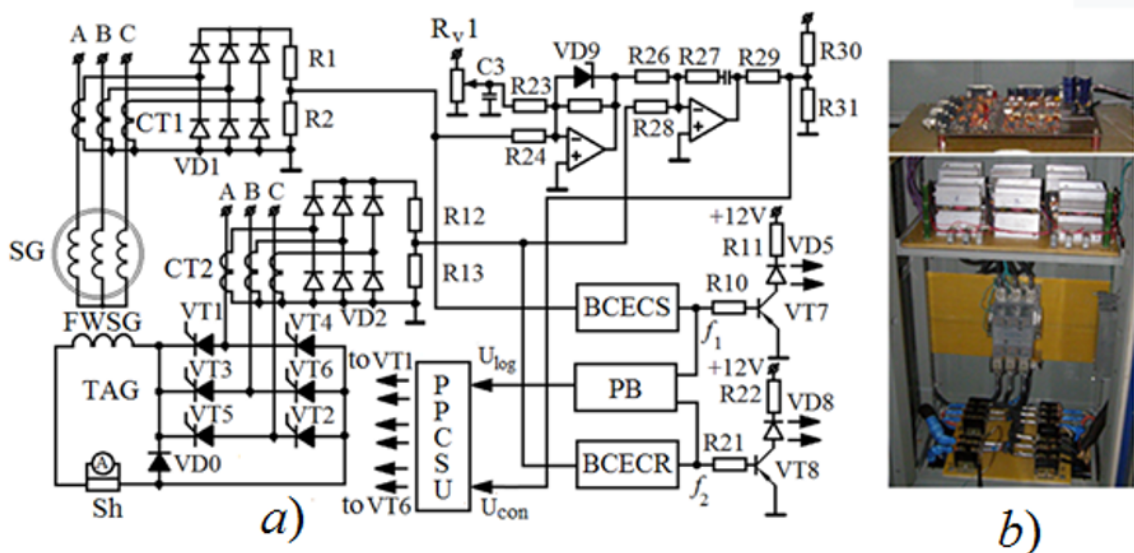 A B C
R1
R2
CT1
VD1
SG
A B C
CT2
R12
R13
VD2
FWSG
VT1
VT4
TAG
VT3
VT6
VT5
VT2
VD0
A
Sh
Rv1
C3
R23
R24
VD9
R26
R27
R29
R28
R30
R31
BCECS
PB
BCECR
R10
f1
+12V
R11
VD5
VT7
+12V
R22
VD8
R21
f2
VT8
to VT1
PPCSU
to VT6
Ulog
Ucon
a)
b)